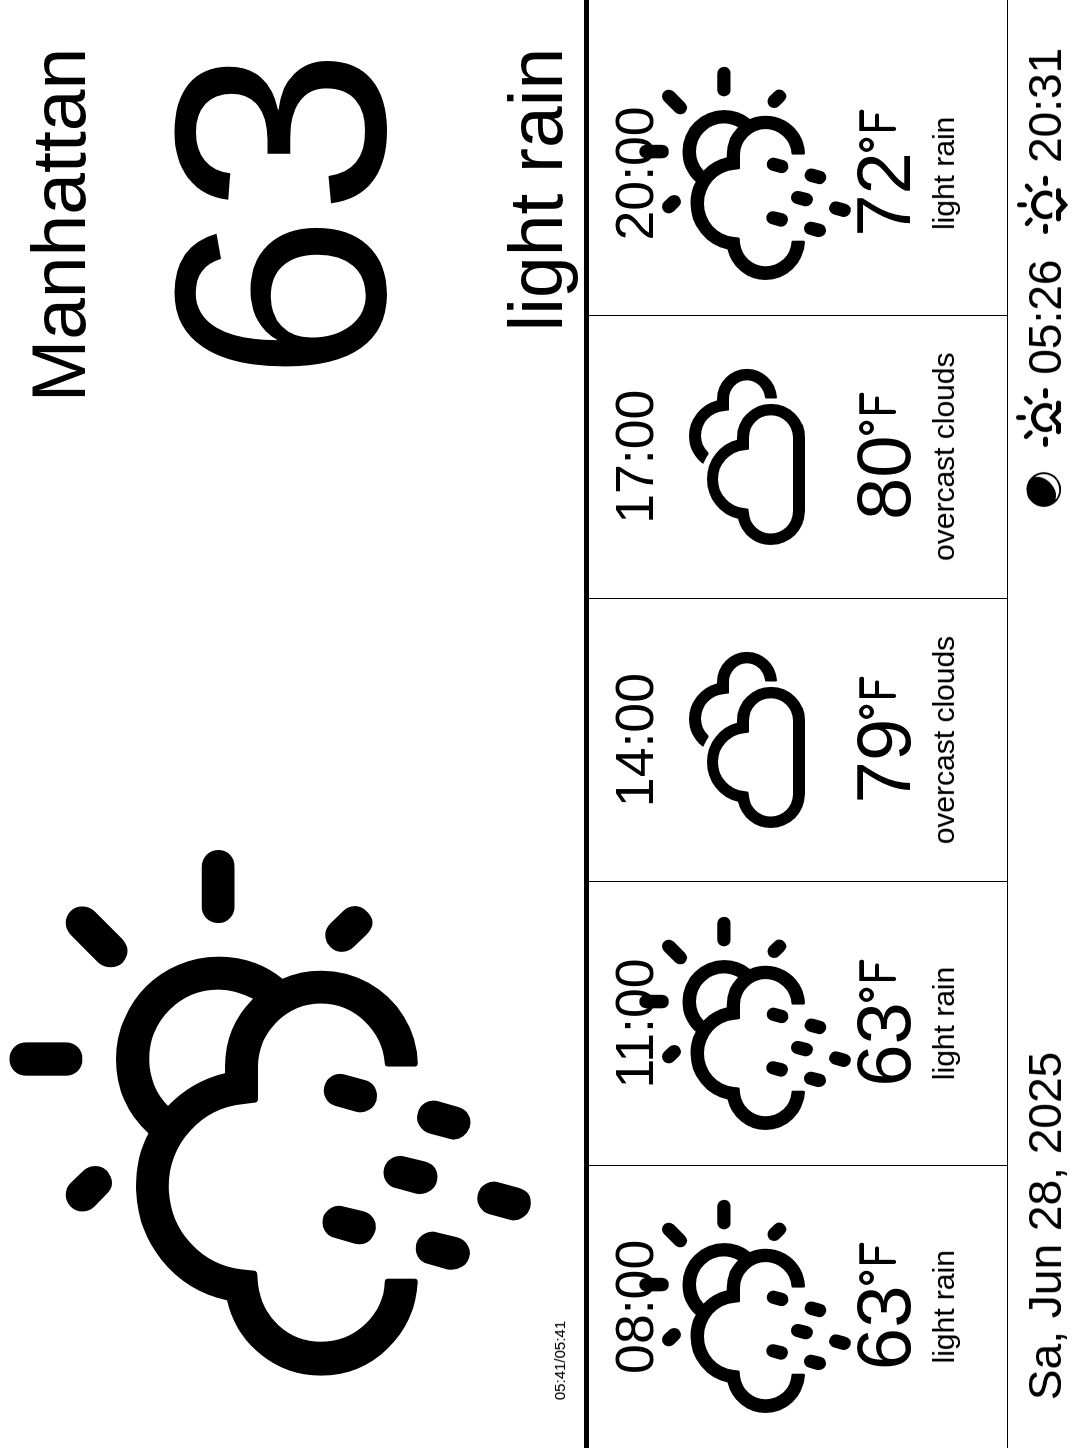 Manhattan
63
light rain
05:41/05:41
08:00
63°F
light rain
11:00
63°F
light rain
14:00
79°F
overcast clouds
17:00
80°F
overcast clouds
20:00
72°F
light rain
Sa, Jun 28, 2025
05:26
20:31